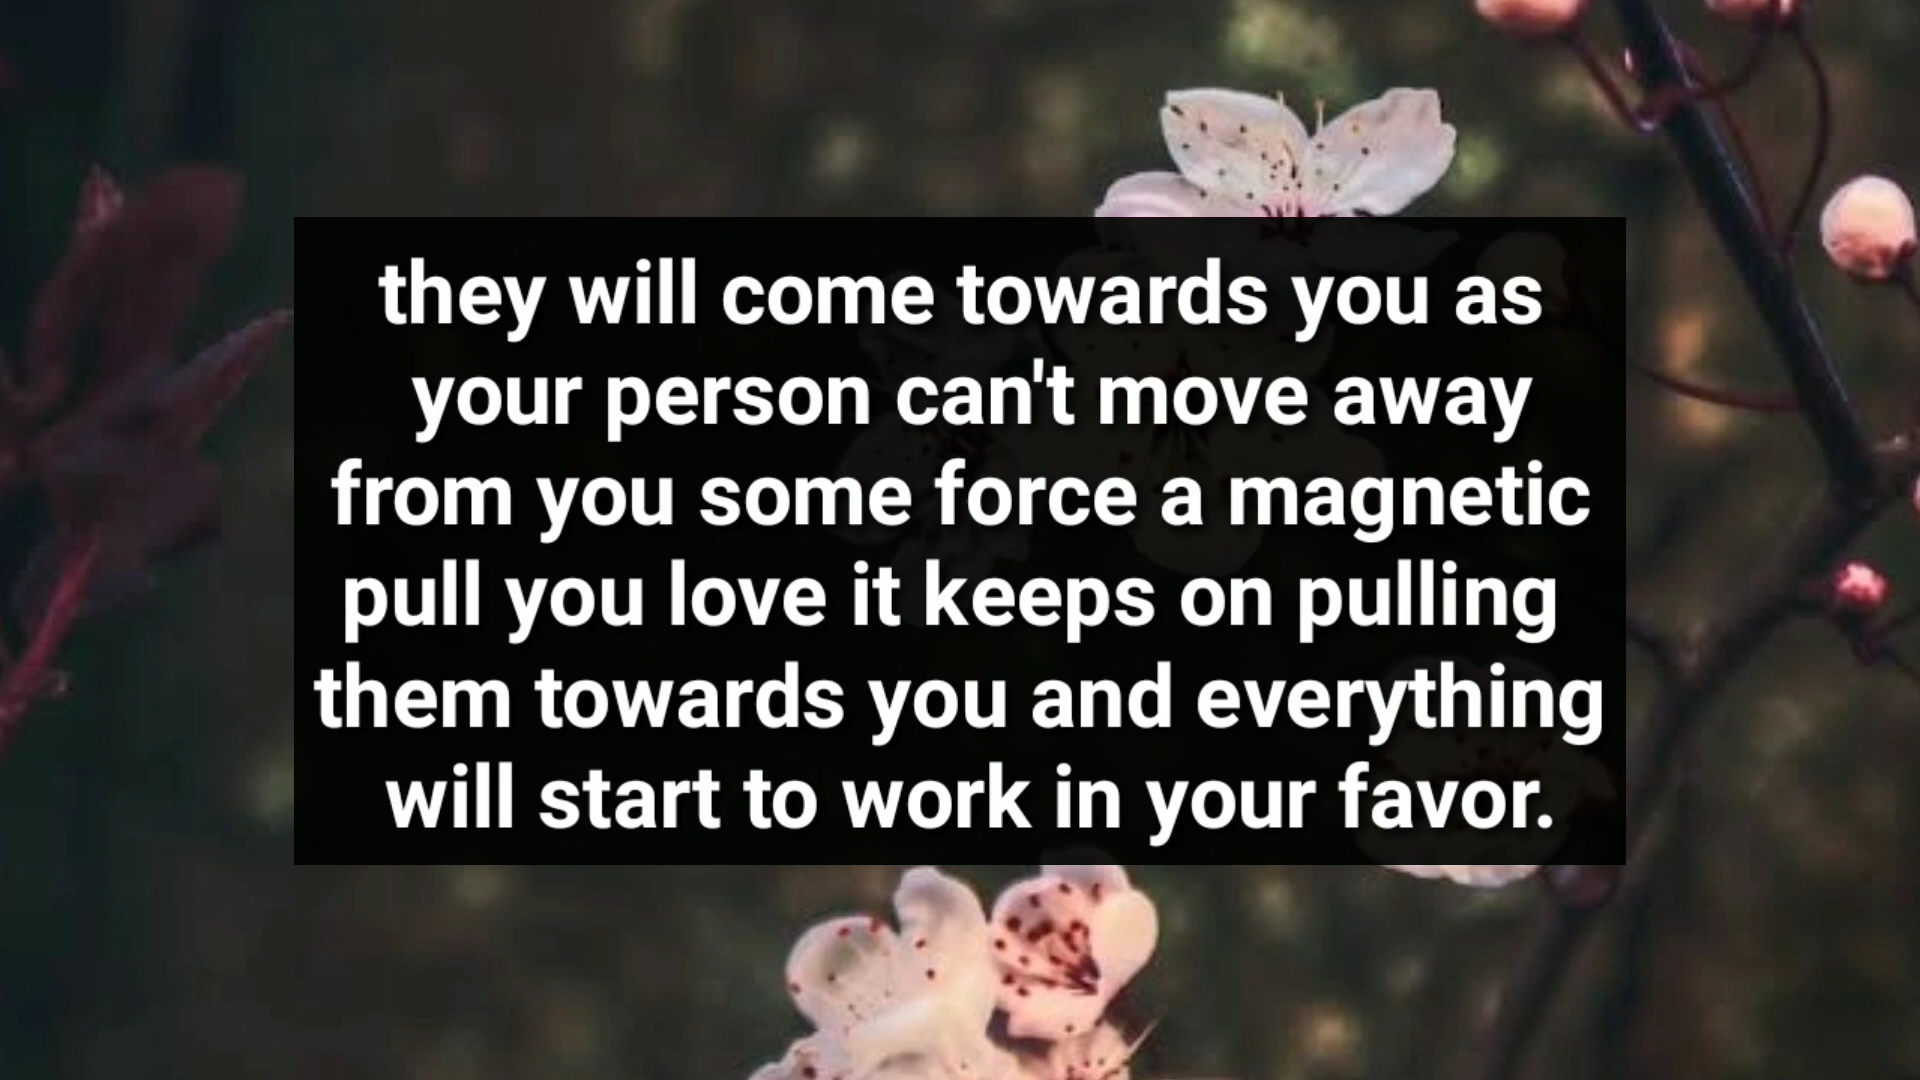 they will come towards you as
your person can't move away
from you some force a magnetic
pull you love it keeps on pulling
them towards you and everything
will start to work in your favor.